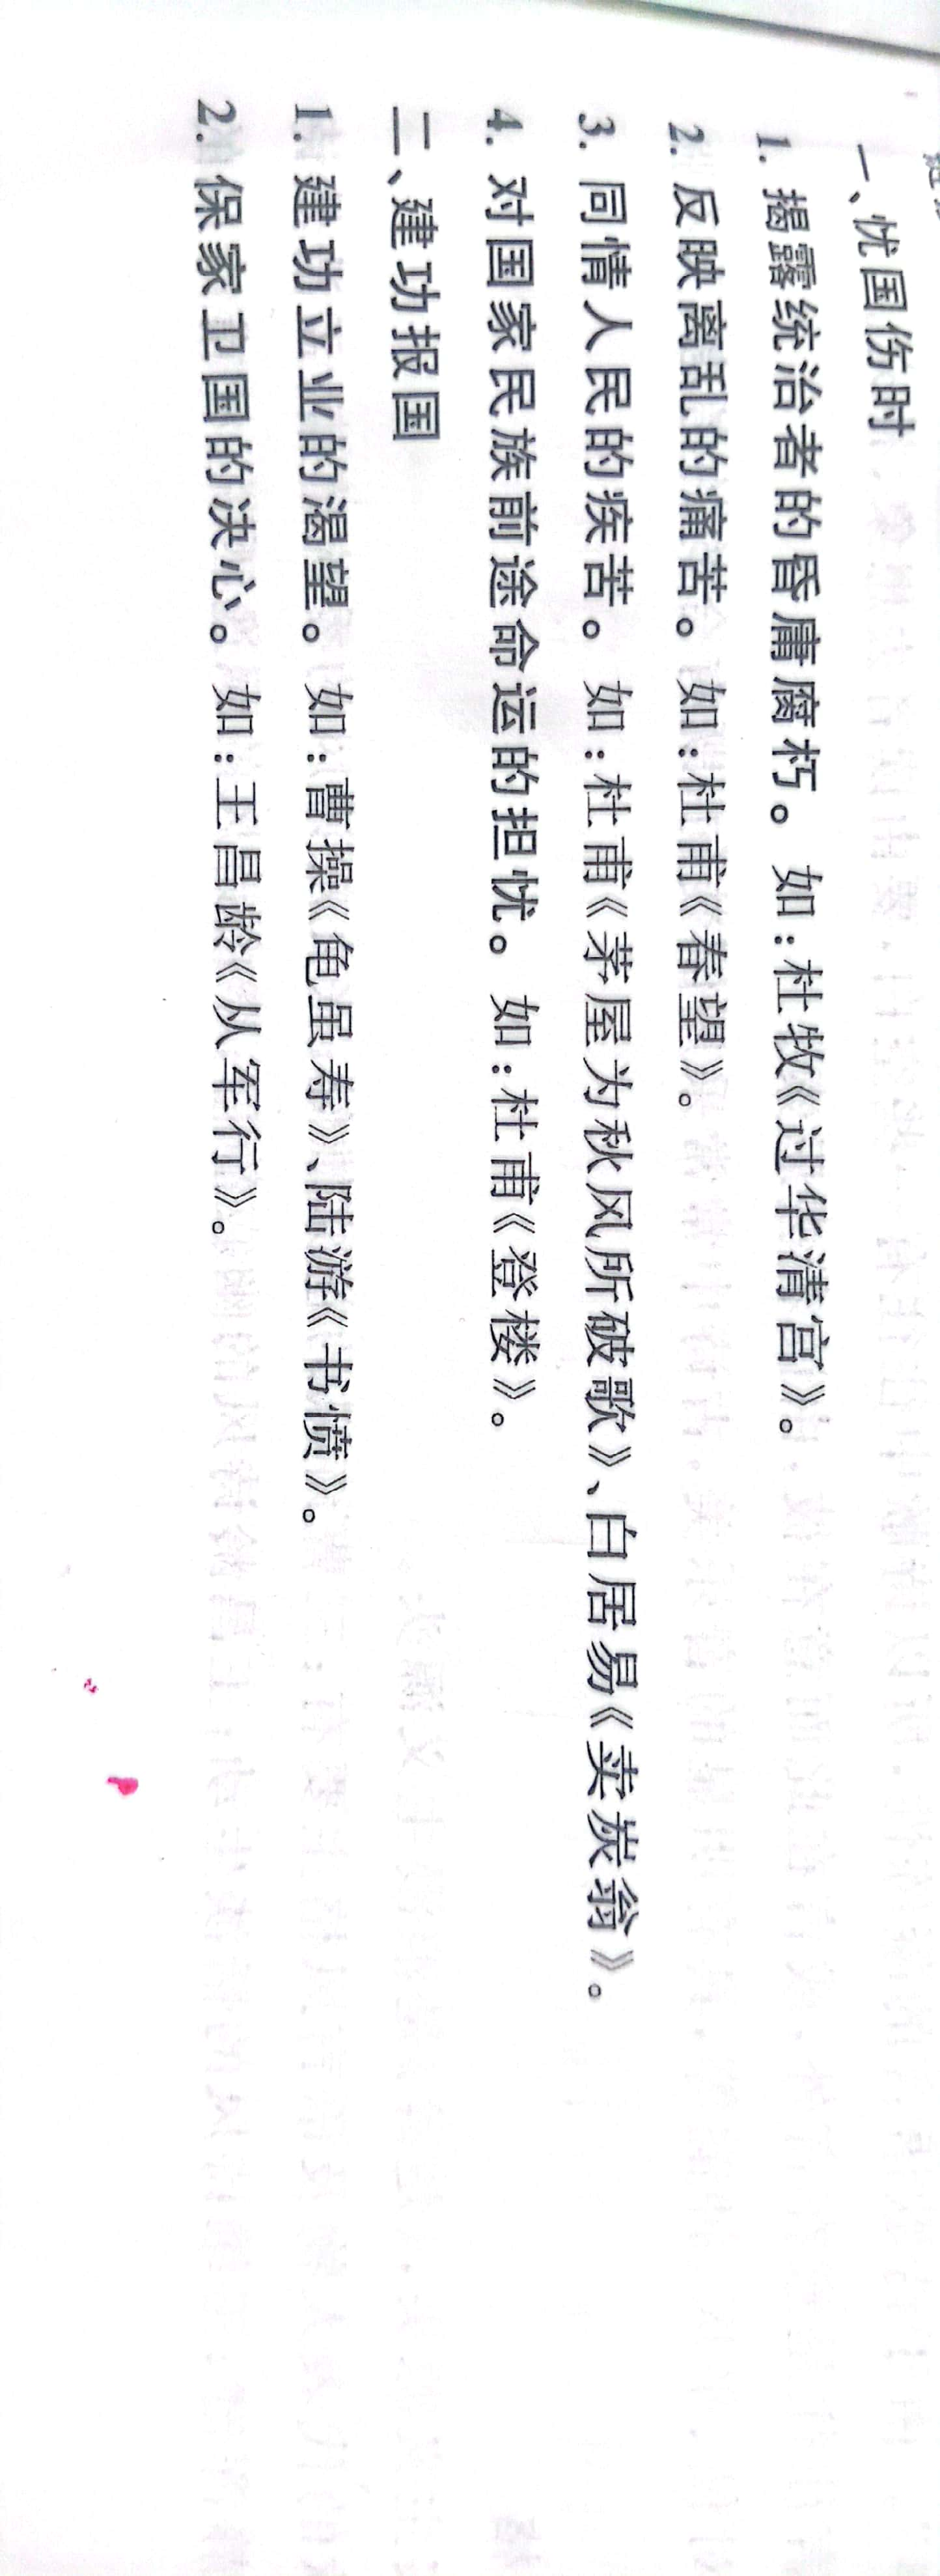 一、忧国伤时
1. 揭露统治者的昏庸腐朽。如:杜牧《过华清宫》。
2. 反映离乱的痛苦。如:杜甫《春望》。
3. 同情人民的疾苦。如:杜甫《茅屋为秋风所破歌》、白居易《卖炭翁》。
4. 对国家民族前途命运的担忧。如:杜甫《登楼》。
二、建功报国
1. 建功立业的渴望。如:曹操《龟虽寿》、陆游《书愤》。
2. 保家卫国的决心。如:王昌龄《从军行》。